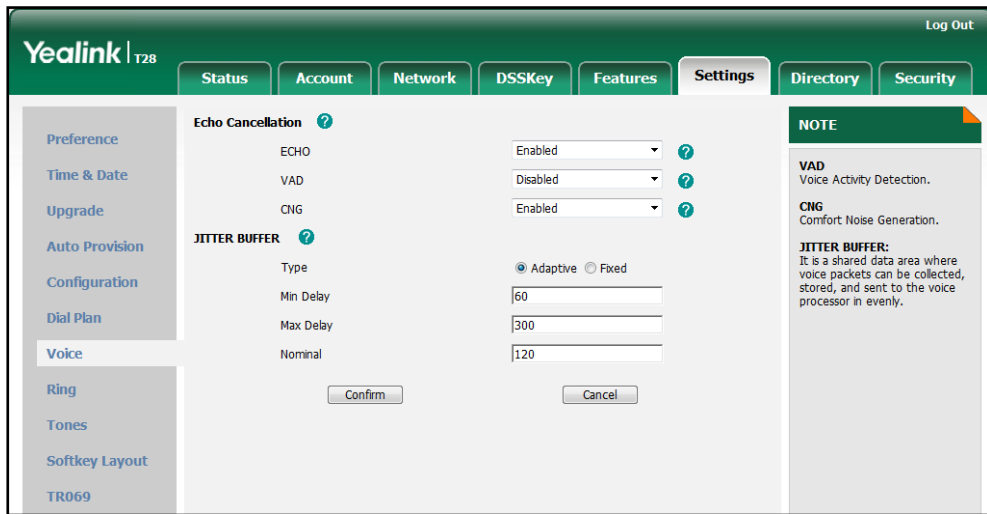 Log Out
Yealink T28
Status Account Network DSSKey Features Settings Directory Security
Preference
Time & Date
Upgrade
Auto Provision
Configuration
Dial Plan
Voice
Ring
Tones
Softkey Layout
TR069
Echo Cancellation ?
ECHO Enabled ?
VAD Disabled ?
CNG Enabled ?
JITTER BUFFER ?
Type Adaptive Fixed
Min Delay 60
Max Delay 300
Nominal 120
Confirm Cancel
NOTE
VAD
Voice Activity Detection.
CNG
Comfort Noise Generation.
JITTER BUFFER:
It is a shared data area where
voice packets can be collected,
stored, and sent to the voice
processor in evenly.